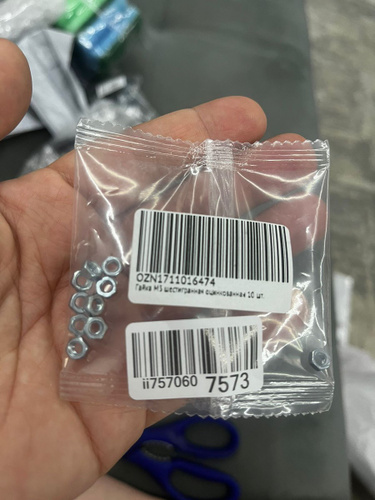 OZN1711016474
Гайка М3 шестигранная оцинкованная 10 шт
ii757060 7573